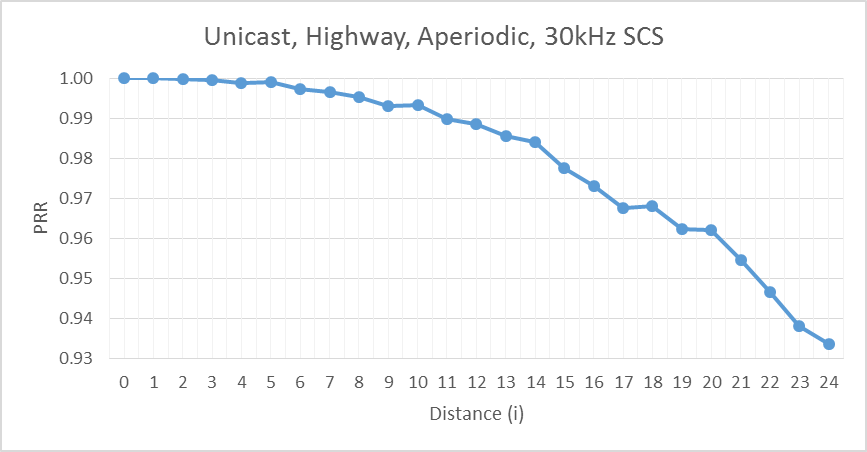 Unicast, Highway, Aperiodic, 30kHz SCS
1.00
0.99
0.98
0.97
0.96
0.95
0.94
0.93
PRR
0 1 2 3 4 5 6 7 8 9 10 11 12 13 14 15 16 17 18 19 20 21 22 23 24
Distance (i)